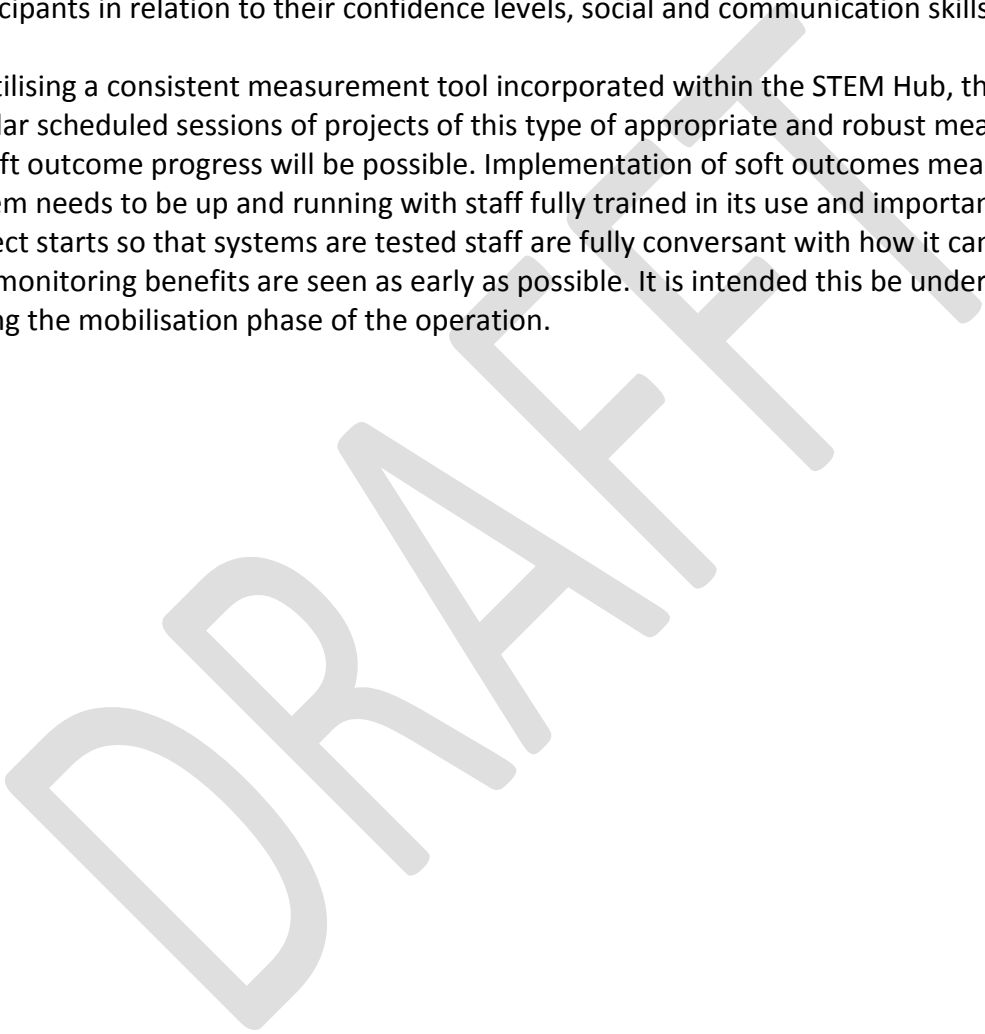 cipants in relation to their confidence levels, social and communication skills
tilising a consistent measurement tool incorporated within the STEM Hub, th
lar scheduled sessions of projects of this type of appropriate and robust mea
ft outcome progress will be possible. Implementation of soft outcomes mea
em needs to be up and running with staff fully trained in its use and importan
ect starts so that systems are tested staff are fully conversant with how it can
monitoring benefits are seen as early as possible. It is intended this be under
ng the mobilisation phase of the operation.
DRAFT